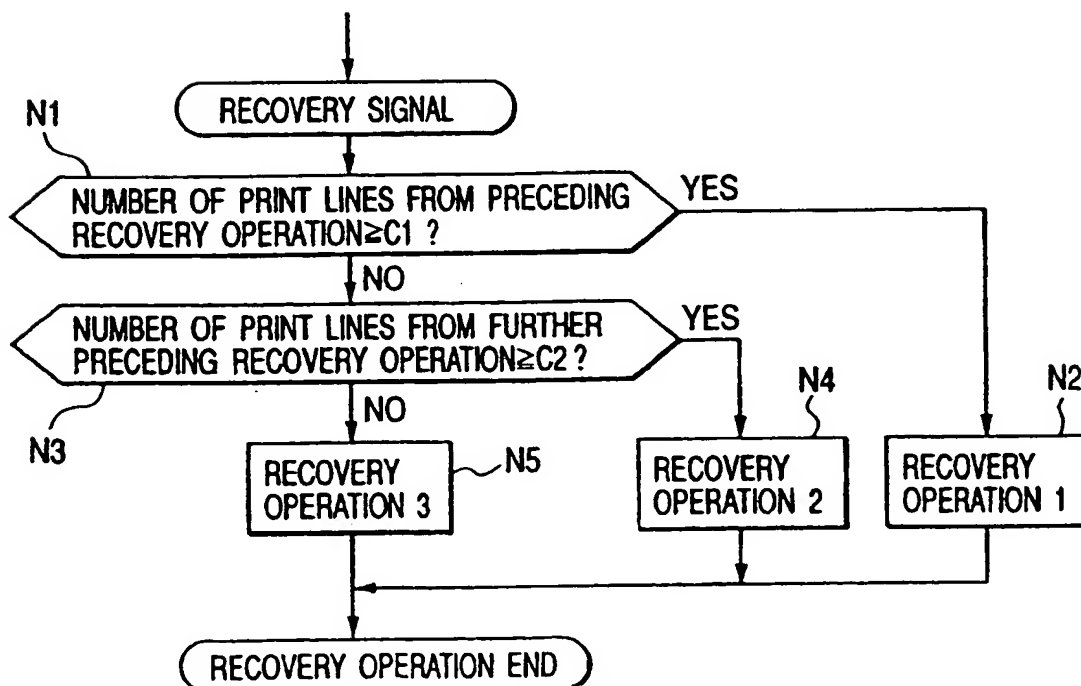 RECOVERY SIGNAL
N1
NUMBER OF PRINT LINES FROM PRECEDING
RECOVERY OPERATION≥C1 ?
YES
NO
NUMBER OF PRINT LINES FROM FURTHER
PRECEDING RECOVERY OPERATION≥C2 ?
YES
N3
NO
N4
N2
RECOVERY
OPERATION 3
N5
RECOVERY
OPERATION 2
RECOVERY
OPERATION 1
RECOVERY OPERATION END